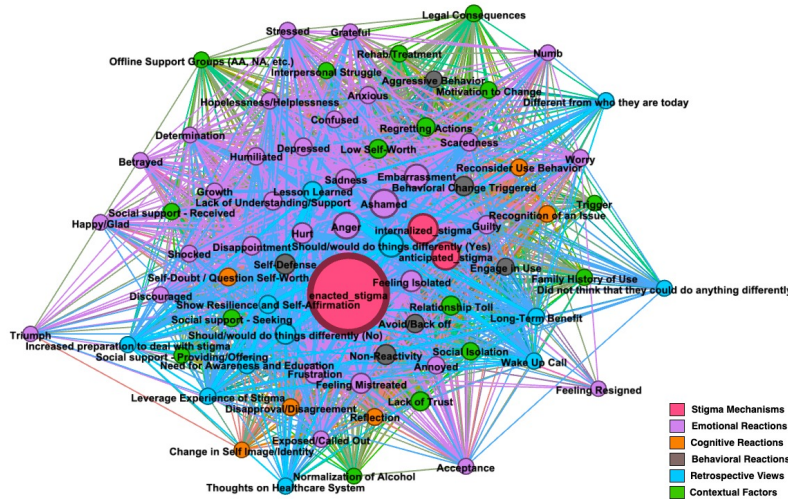 Legal Consequences
Stressed
Grateful
Rehab/Treatment
Numb
Offline Support Groups (AA, NA, etc.)
Interpersonal Struggle
Aggressive Behavior
Motivation to Change
Anxious
Hopelessness/Helplessness
Different from who they are today
Confused
Regretting Actions
Determination
Scaredness
Depressed
Low Self-Worth
Betrayed
Humiliated
Worry
Reconsider Use Behavior
Sadness
Embarrassment
Behavioral Change Triggered
Growth
Lesson Learned
Lack of Understanding/Support
Ashamed
Trigger
Social support - Received
Recognition of an Issue
Happy/Glad
Anger
internalized_stigma
Guilty
Hurt
Shocked
Disappointment
Should/would do things differently (Yes)
anticipated_stigma
Self-Defense
Engage in Use
Self-Doubt / Question Self-Worth
Feeling Isolated
Family History of Use
Did not think that they could do anything differently
Discouraged
enacted_stigma
Show Resilience and Self-Affirmation
Relationship Toll
Social support - Seeking
Long-Term Benefit
Avoid/Back off
Triumph
Should/would do things differently (No)
Increased preparation to deal with stigma
Social support - Providing/Offering
Non-Reactivity
Social Isolation
Need for Awareness and Education
Annoyed
Wake Up Call
Frustration
Feeling Mistreated
Feeling Resigned
Leverage Experience of Stigma
Lack of Trust
Disapproval/Disagreement
Reflection
Exposed/Called Out
Change in Self Image/Identity
Acceptance
Normalization of Alcohol
Thoughts on Healthcare System
Stigma Mechanisms
Emotional Reactions
Cognitive Reactions
Behavioral Reactions
Retrospective Views
Contextual Factors